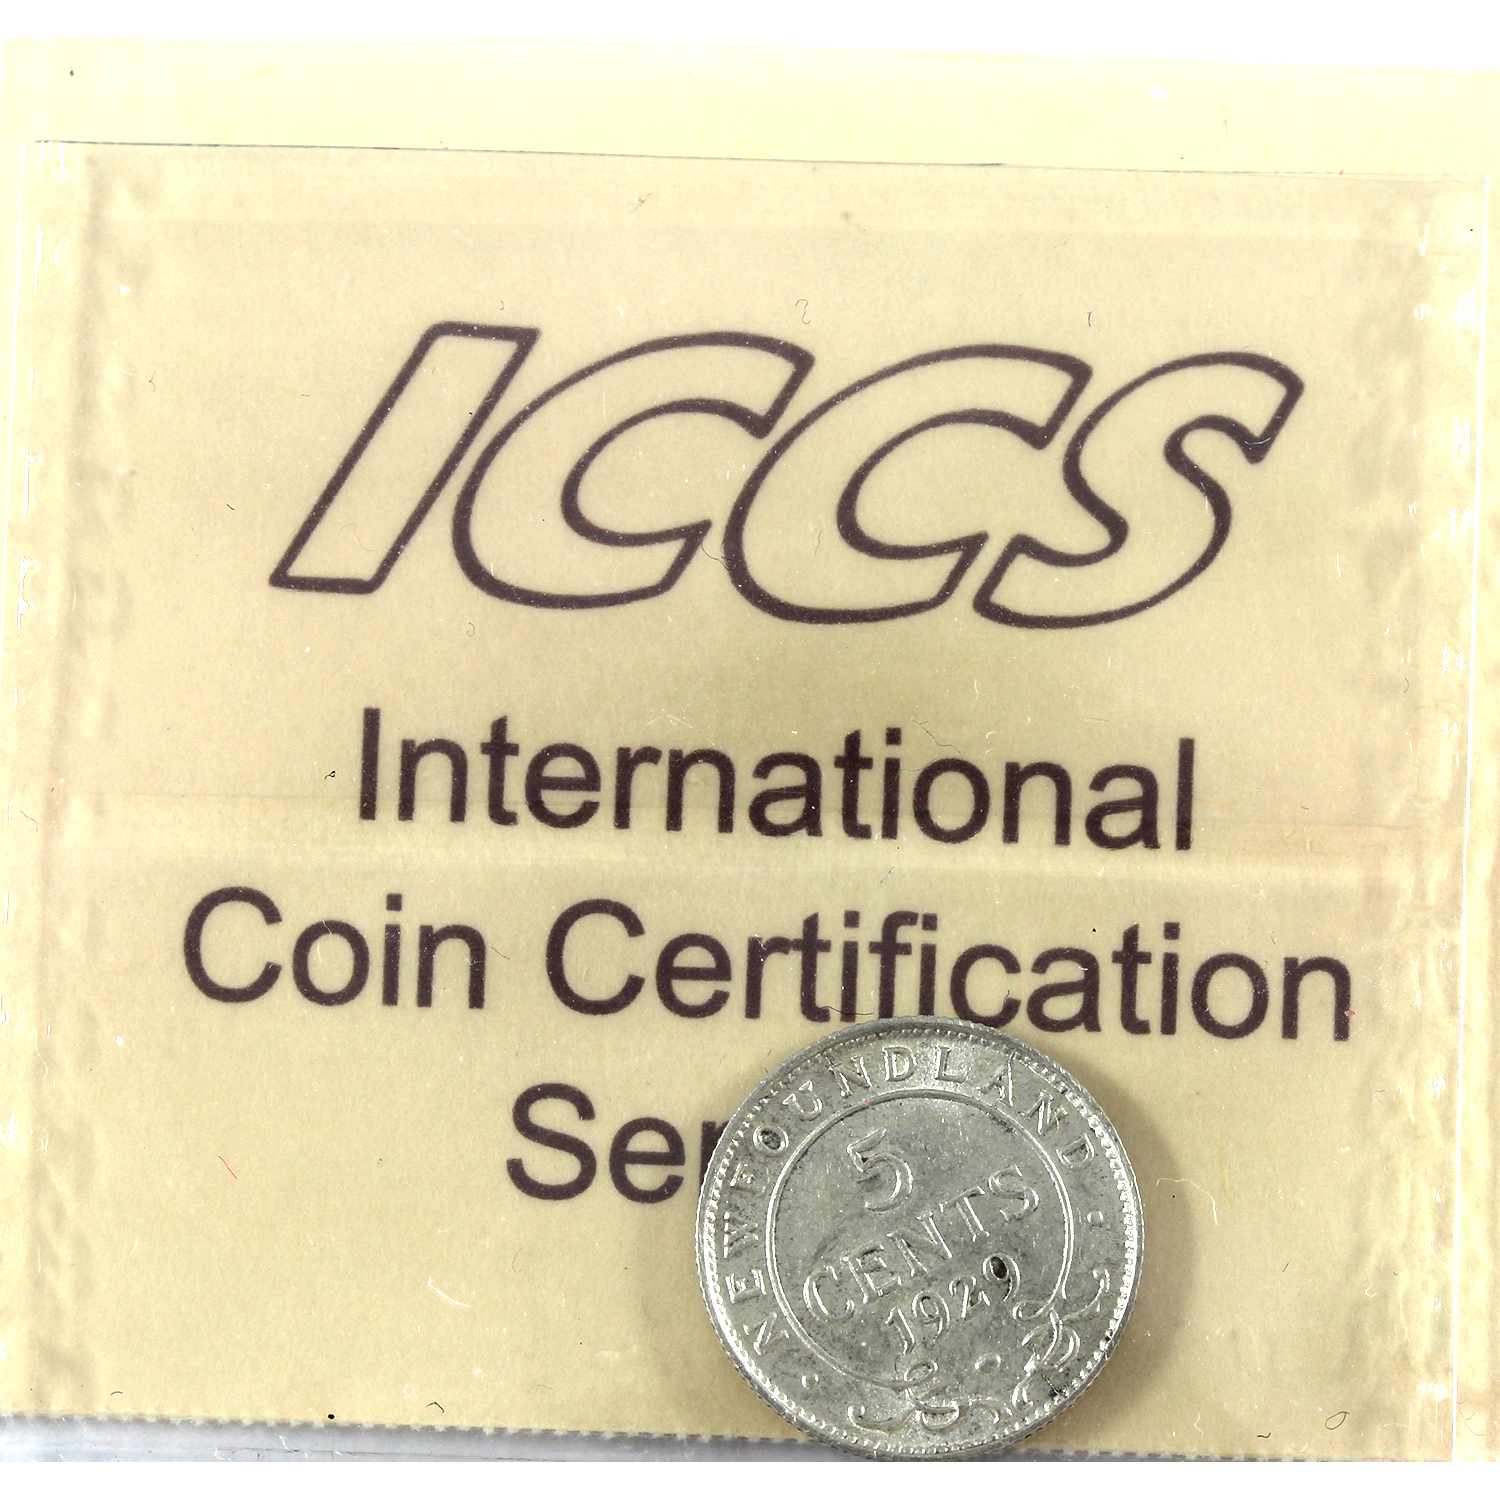 ICCS
International
Coin Certification
Ser
NEWFOUNDLAND
5
CENTS
1929